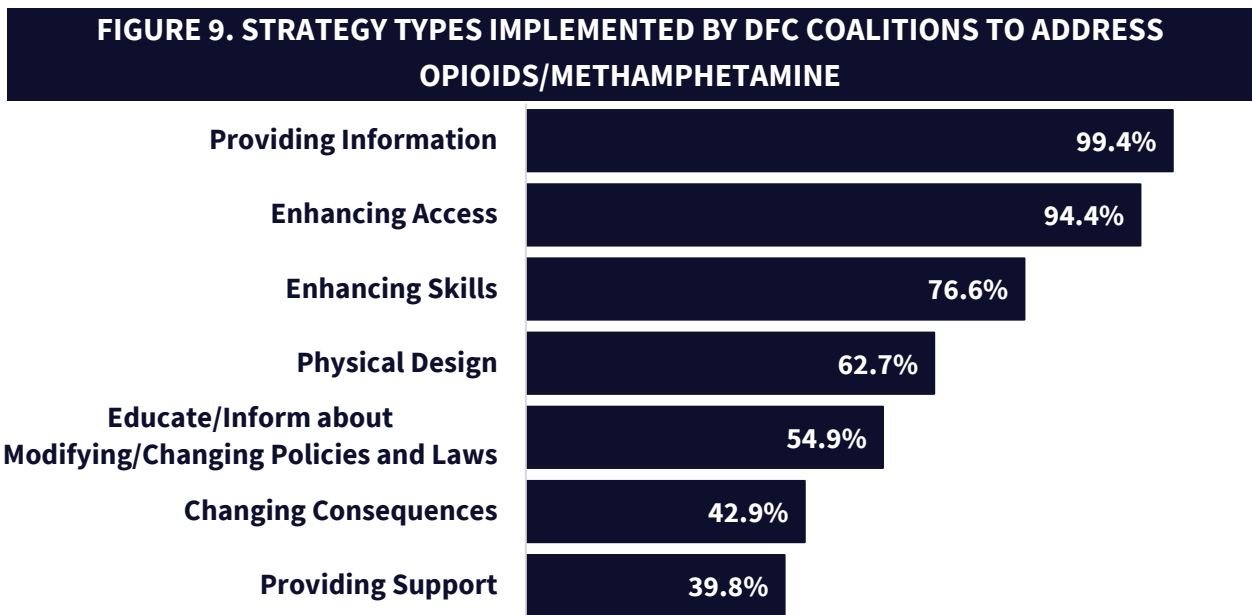 FIGURE 9. STRATEGY TYPES IMPLEMENTED BY DFC COALITIONS TO ADDRESS
OPIOIDS/METHAMPHETAMINE
Providing Information
99.4%
Enhancing Access
94.4%
Enhancing Skills
76.6%
Physical Design
62.7%
Educate/Inform about
Modifying/Changing Policies and Laws
54.9%
Changing Consequences
42.9%
Providing Support
39.8%